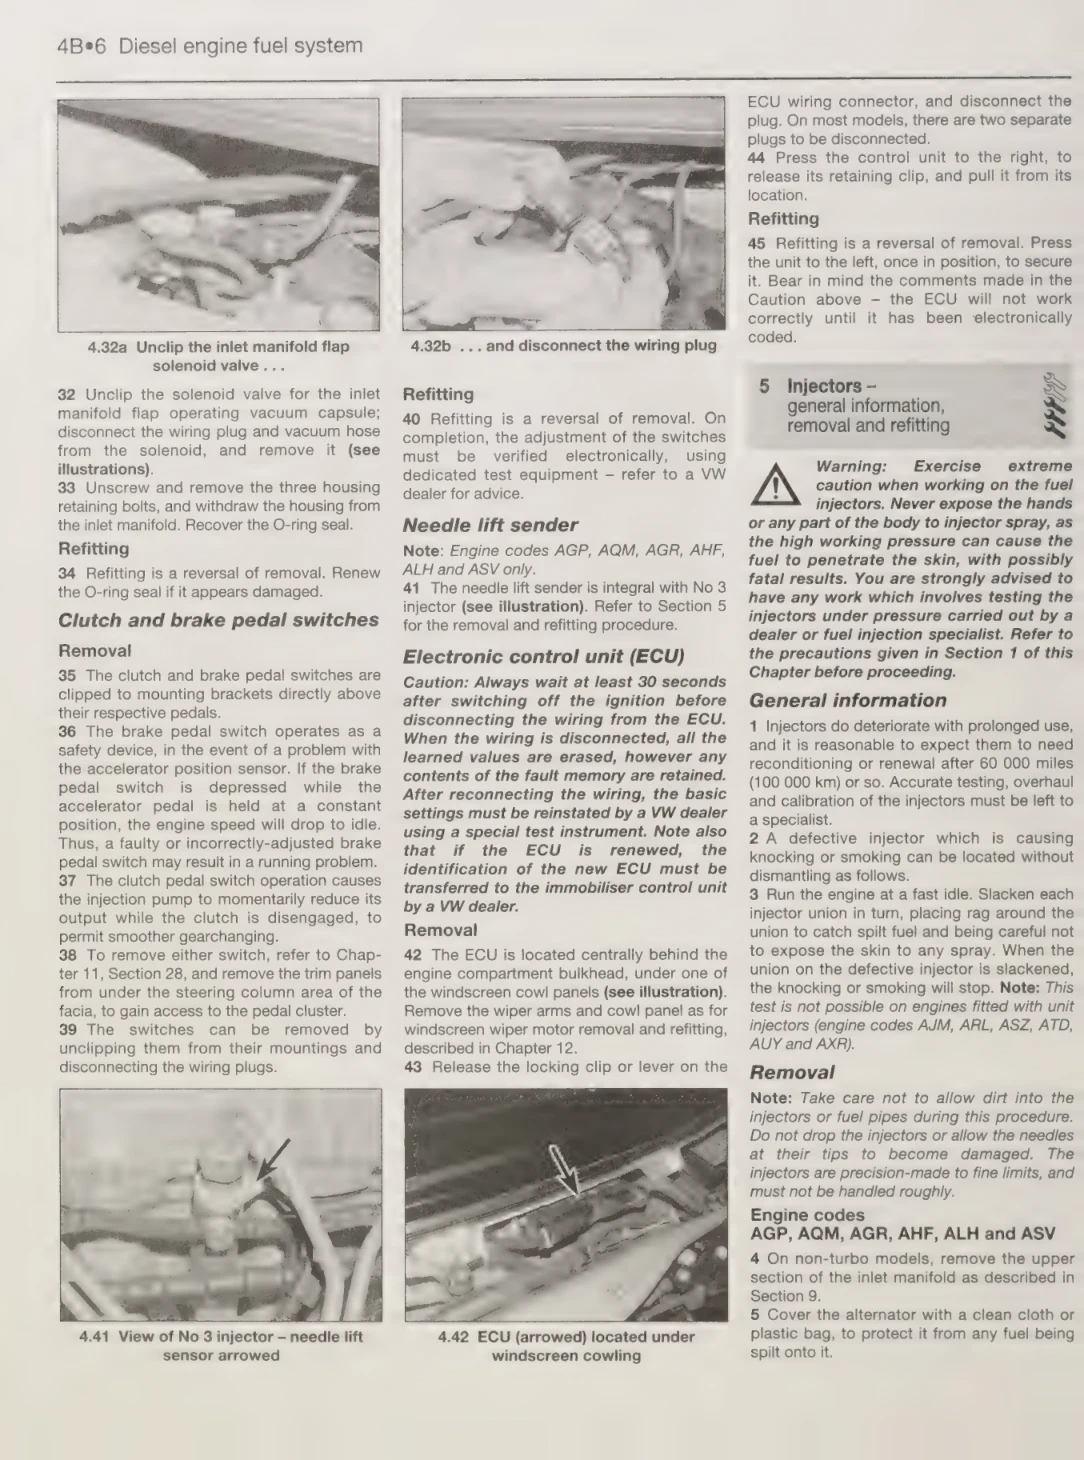 4B•6 Diesel engine fuel system
4.32a Unclip the inlet manifold flap
solenoid valve . . .
32 Unclip the solenoid valve for the inlet
manifold flap operating vacuum capsule;
disconnect the wiring plug and vacuum hose
from the solenoid, and remove it (see
illustrations).
33 Unscrew and remove the three housing
retaining bolts, and withdraw the housing from
the inlet manifold. Recover the O-ring seal.
Refitting
34 Refitting is a reversal of removal. Renew
the O-ring seal if it appears damaged.
Clutch and brake pedal switches
Removal
35 The clutch and brake pedal switches are
clipped to mounting brackets directly above
their respective pedals.
36 The brake pedal switch operates as a
safety device, in the event of a problem with
the accelerator position sensor. If the brake
pedal switch is depressed while the
accelerator pedal is held at a constant
position, the engine speed will drop to idle.
Thus, a faulty or incorrectly-adjusted brake
pedal switch may result in a running problem.
37 The clutch pedal switch operation causes
the injection pump to momentarily reduce its
output while the clutch is disengaged, to
permit smoother gearchanging.
38 To remove either switch, refer to Chap-
ter 11, Section 28, and remove the trim panels
from under the steering column area of the
facia, to gain access to the pedal cluster.
39 The switches can be removed by
unclipping them from their mountings and
disconnecting the wiring plugs.
4.41 View of No 3 injector – needle lift
sensor arrowed
4.32b . . . and disconnect the wiring plug
Refitting
40 Refitting is a reversal of removal. On
completion, the adjustment of the switches
must be verified electronically, using
dedicated test equipment – refer to a VW
dealer for advice.
Needle lift sender
Note: Engine codes AGP, AQM, AGR, AHF,
ALH and ASV only.
41 The needle lift sender is integral with No 3
injector (see illustration). Refer to Section 5
for the removal and refitting procedure.
Electronic control unit (ECU)
Caution: Always wait at least 30 seconds
after switching off the ignition before
disconnecting the wiring from the ECU.
When the wiring is disconnected, all the
learned values are erased, however any
contents of the fault memory are retained.
After reconnecting the wiring, the basic
settings must be reinstated by a VW dealer
using a special test instrument. Note also
that if the ECU is renewed, the
identification of the new ECU must be
transferred to the immobiliser control unit
by a VW dealer.
Removal
42 The ECU is located centrally behind the
engine compartment bulkhead, under one of
the windscreen cowl panels (see illustration).
Remove the wiper arms and cowl panel as for
windscreen wiper motor removal and refitting,
described in Chapter 12.
43 Release the locking clip or lever on the
4.42 ECU (arrowed) located under
windscreen cowling
ECU wiring connector, and disconnect the
plug. On most models, there are two separate
plugs to be disconnected.
44 Press the control unit to the right, to
release its retaining clip, and pull it from its
location.
Refitting
45 Refitting is a reversal of removal. Press
the unit to the left, once in position, to secure
it. Bear in mind the comments made in the
Caution above – the ECU will not work
correctly until it has been electronically
coded.
5 Injectors –
general information,
removal and refitting
Warning: Exercise extreme
caution when working on the fuel
injectors. Never expose the hands
or any part of the body to injector spray, as
the high working pressure can cause the
fuel to penetrate the skin, with possibly
fatal results. You are strongly advised to
have any work which involves testing the
injectors under pressure carried out by a
dealer or fuel injection specialist. Refer to
the precautions given in Section 1 of this
Chapter before proceeding.
General information
1 Injectors do deteriorate with prolonged use,
and it is reasonable to expect them to need
reconditioning or renewal after 60 000 miles
(100 000 km) or so. Accurate testing, overhaul
and calibration of the injectors must be left to
a specialist.
2 A defective injector which is causing
knocking or smoking can be located without
dismantling as follows.
3 Run the engine at a fast idle. Slacken each
injector union in turn, placing rag around the
union to catch spilt fuel and being careful not
to expose the skin to any spray. When the
union on the defective injector is slackened,
the knocking or smoking will stop. Note: This
test is not possible on engines fitted with unit
injectors (engine codes AJM, ARL, ASZ, ATD,
AUY and AXR).
Removal
Note: Take care not to allow dirt into the
injectors or fuel pipes during this procedure.
Do not drop the injectors or allow the needles
at their tips to become damaged. The
injectors are precision-made to fine limits, and
must not be handled roughly.
Engine codes
AGP, AQM, AGR, AHF, ALH and ASV
4 On non-turbo models, remove the upper
section of the inlet manifold as described in
Section 9.
5 Cover the alternator with a clean cloth or
plastic bag, to protect it from any fuel being
spilt onto it.